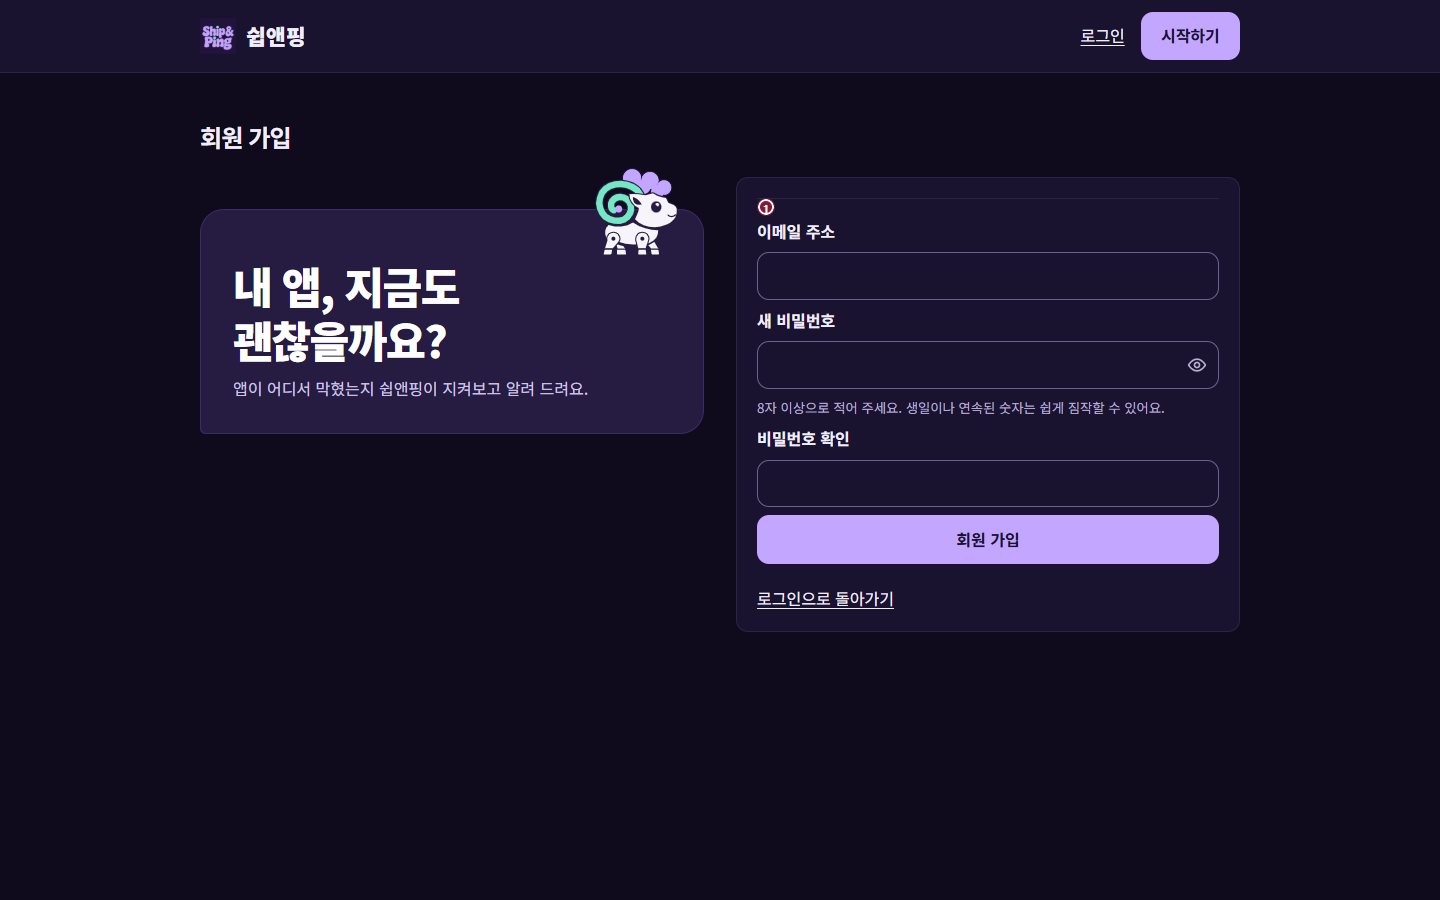 Ship&
Ping
쉽앤핑
로그인
시작하기
회원 가입
내 앱, 지금도
괜찮을까요?
앱이 어디서 막혔는지 쉽앤핑이 지켜보고 알려 드려요.
1
이메일 주소
새 비밀번호
8자 이상으로 적어 주세요. 생일이나 연속된 숫자는 쉽게 짐작할 수 있어요.
비밀번호 확인
회원 가입
로그인으로 돌아가기